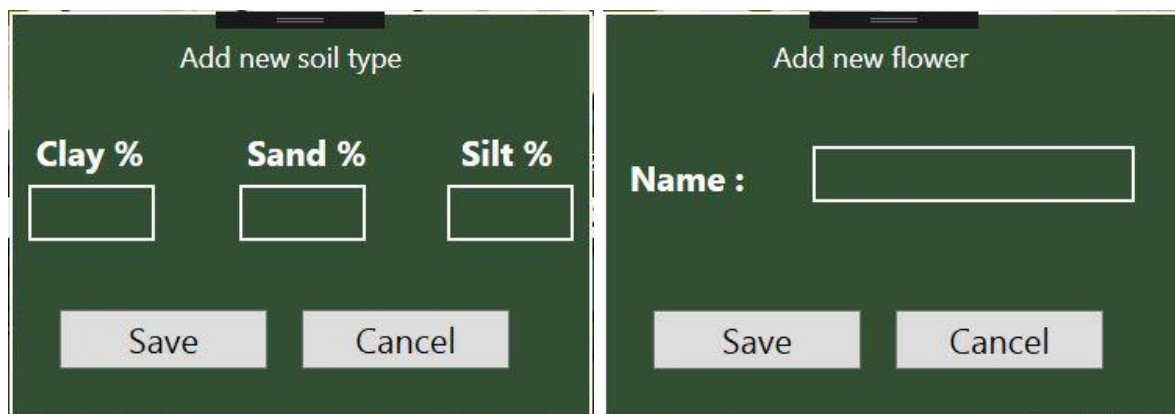 Add new soil type
Clay % Sand % Silt %
Save Cancel
Add new flower
Name :
Save Cancel